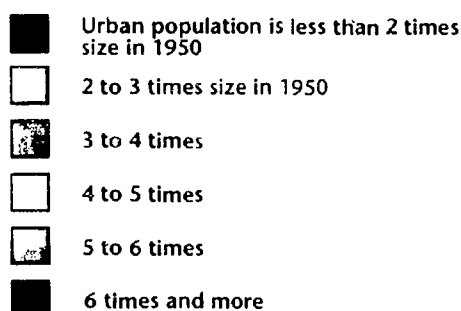 Urban population is less than 2 times
size in 1950
2 to 3 times size in 1950
3 to 4 times
4 to 5 times
5 to 6 times
6 times and more